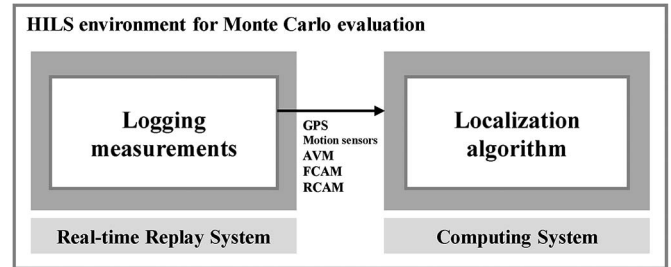 HILS environment for Monte Carlo evaluation
Logging
measurements
GPS
Motion sensors
AVM
FCAM
RCAM
Localization
algorithm
Real-time Replay System
Computing System